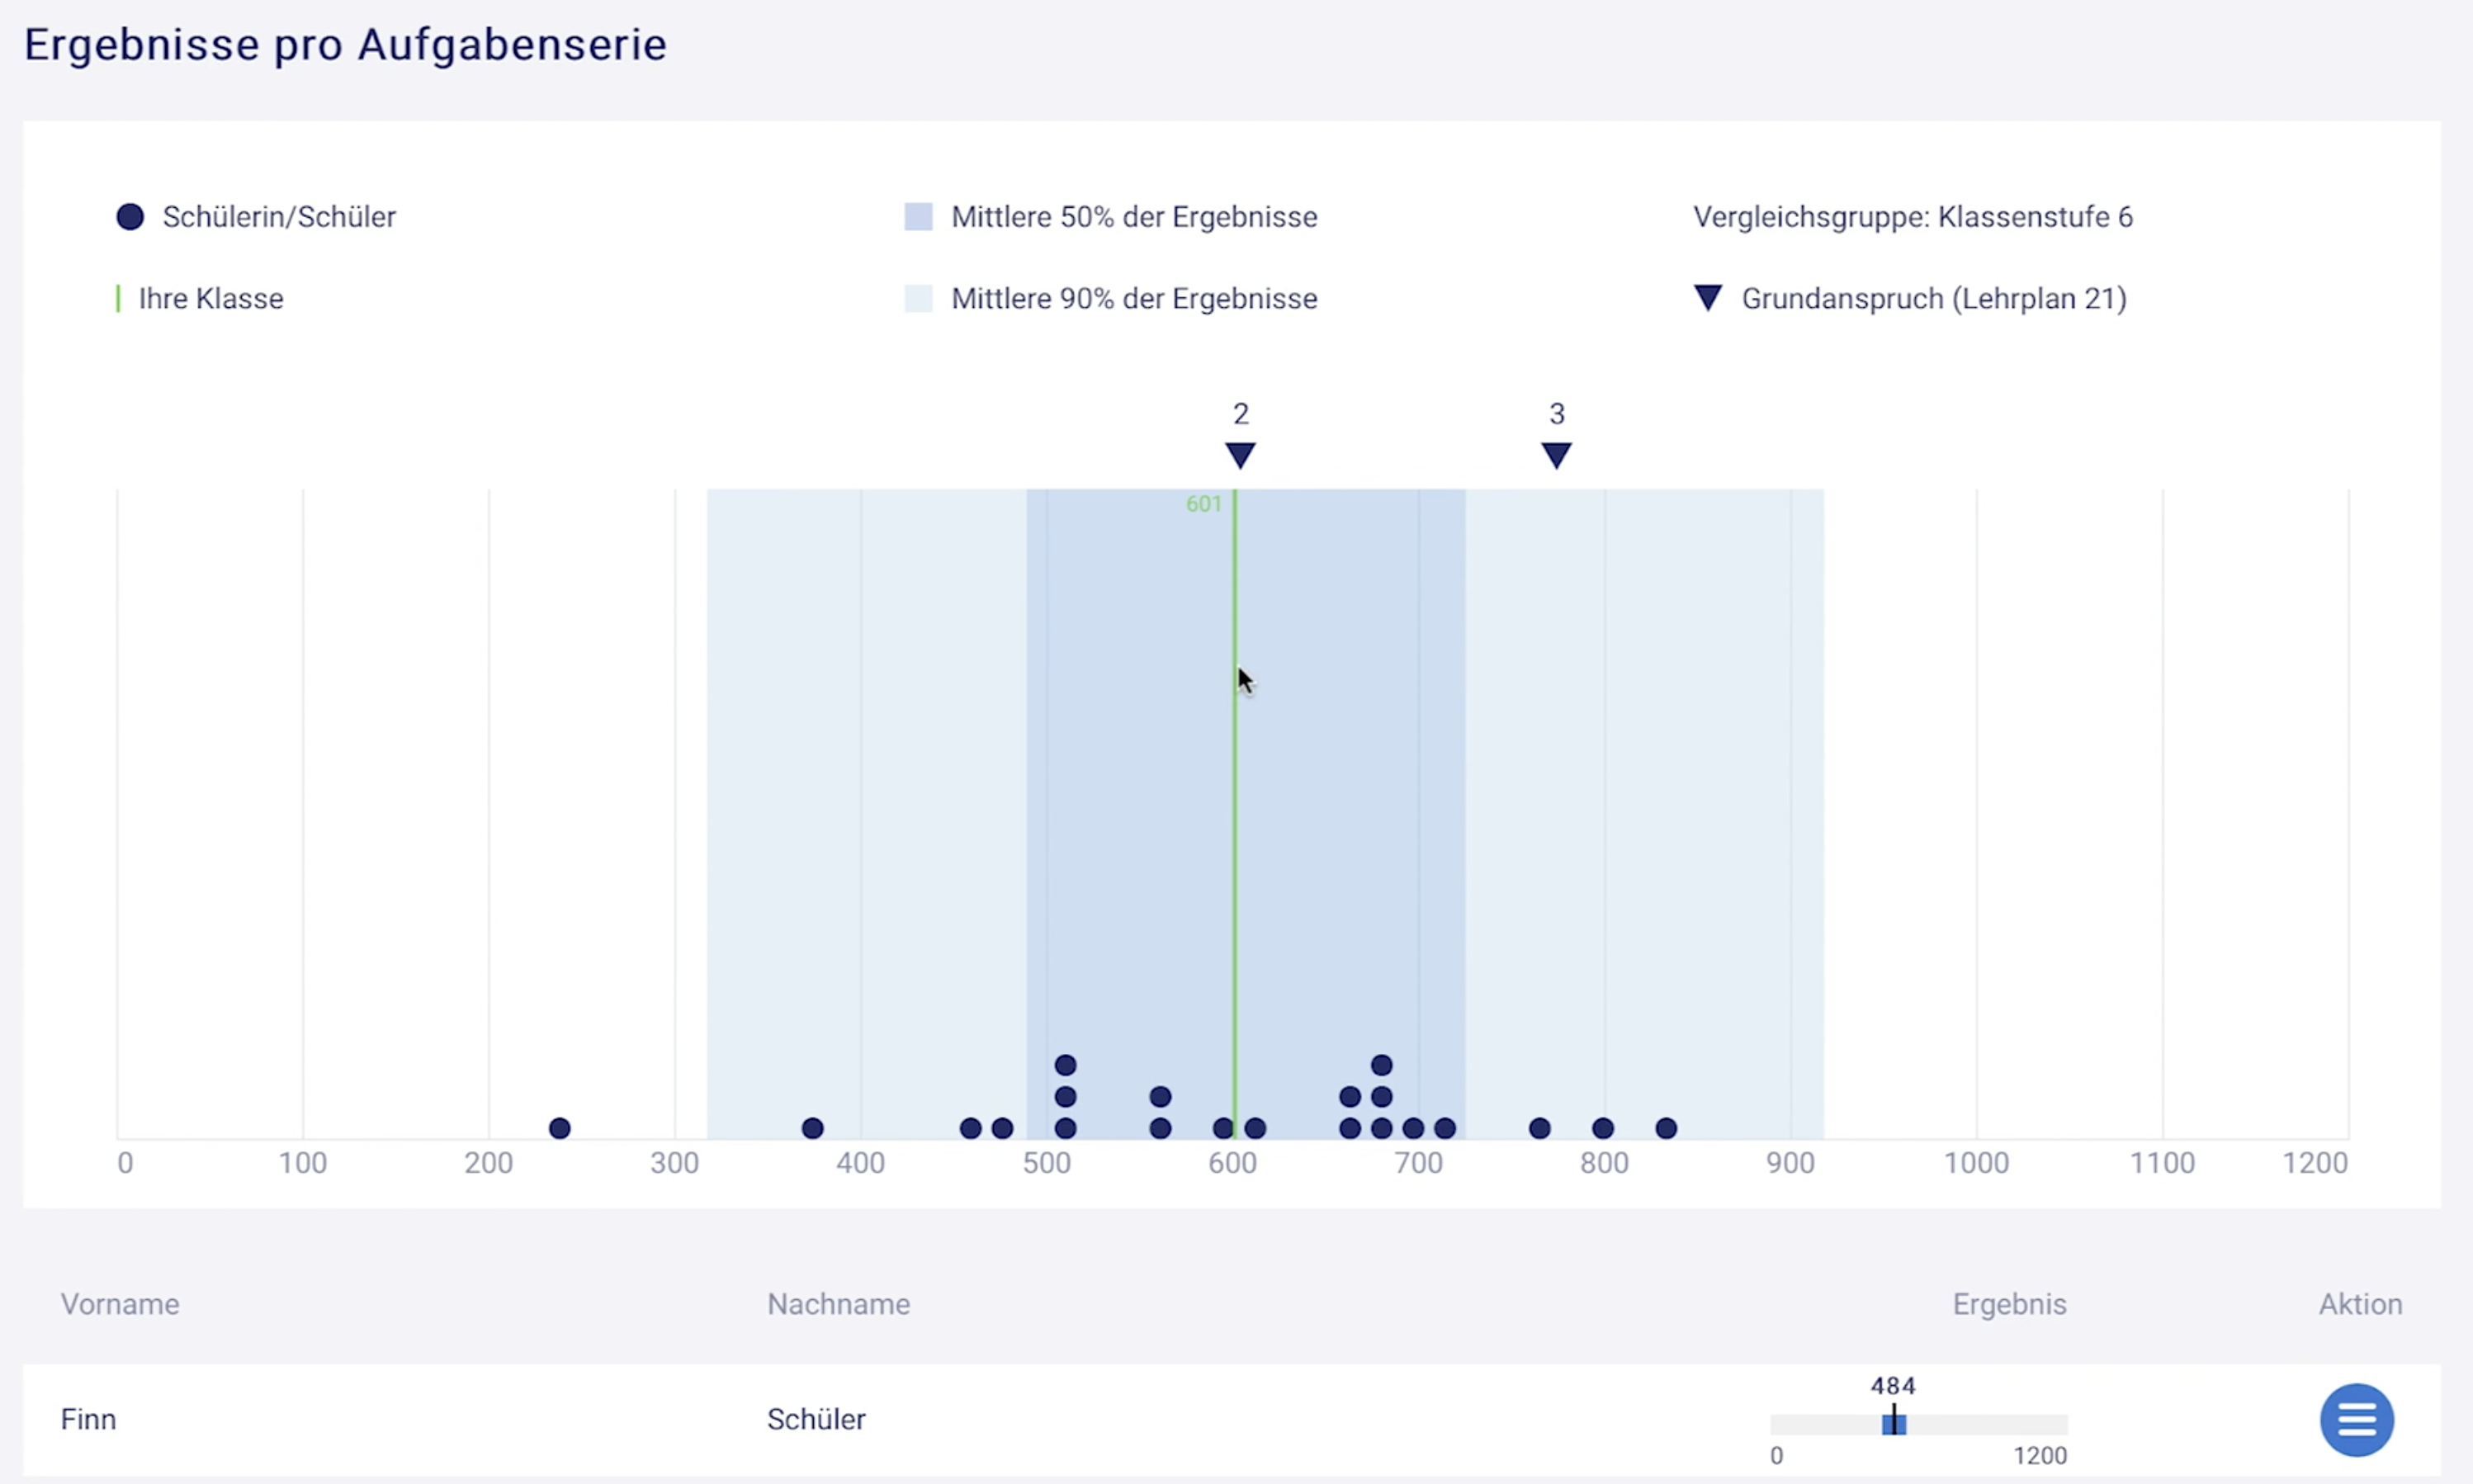 Ergebnisse pro Aufgabenserie
Schülerin/Schüler
Mittlere 50% der Ergebnisse
Vergleichsgruppe: Klassenstufe 6
Ihre Klasse
Mittlere 90% der Ergebnisse
Grundanspruch (Lehrplan 21)
2 3
601
0 100 200 300 400 500 600 700 800 900 1000 1100 1200
Vorname Nachname Ergebnis Aktion
484
Finn Schüler
0 1200